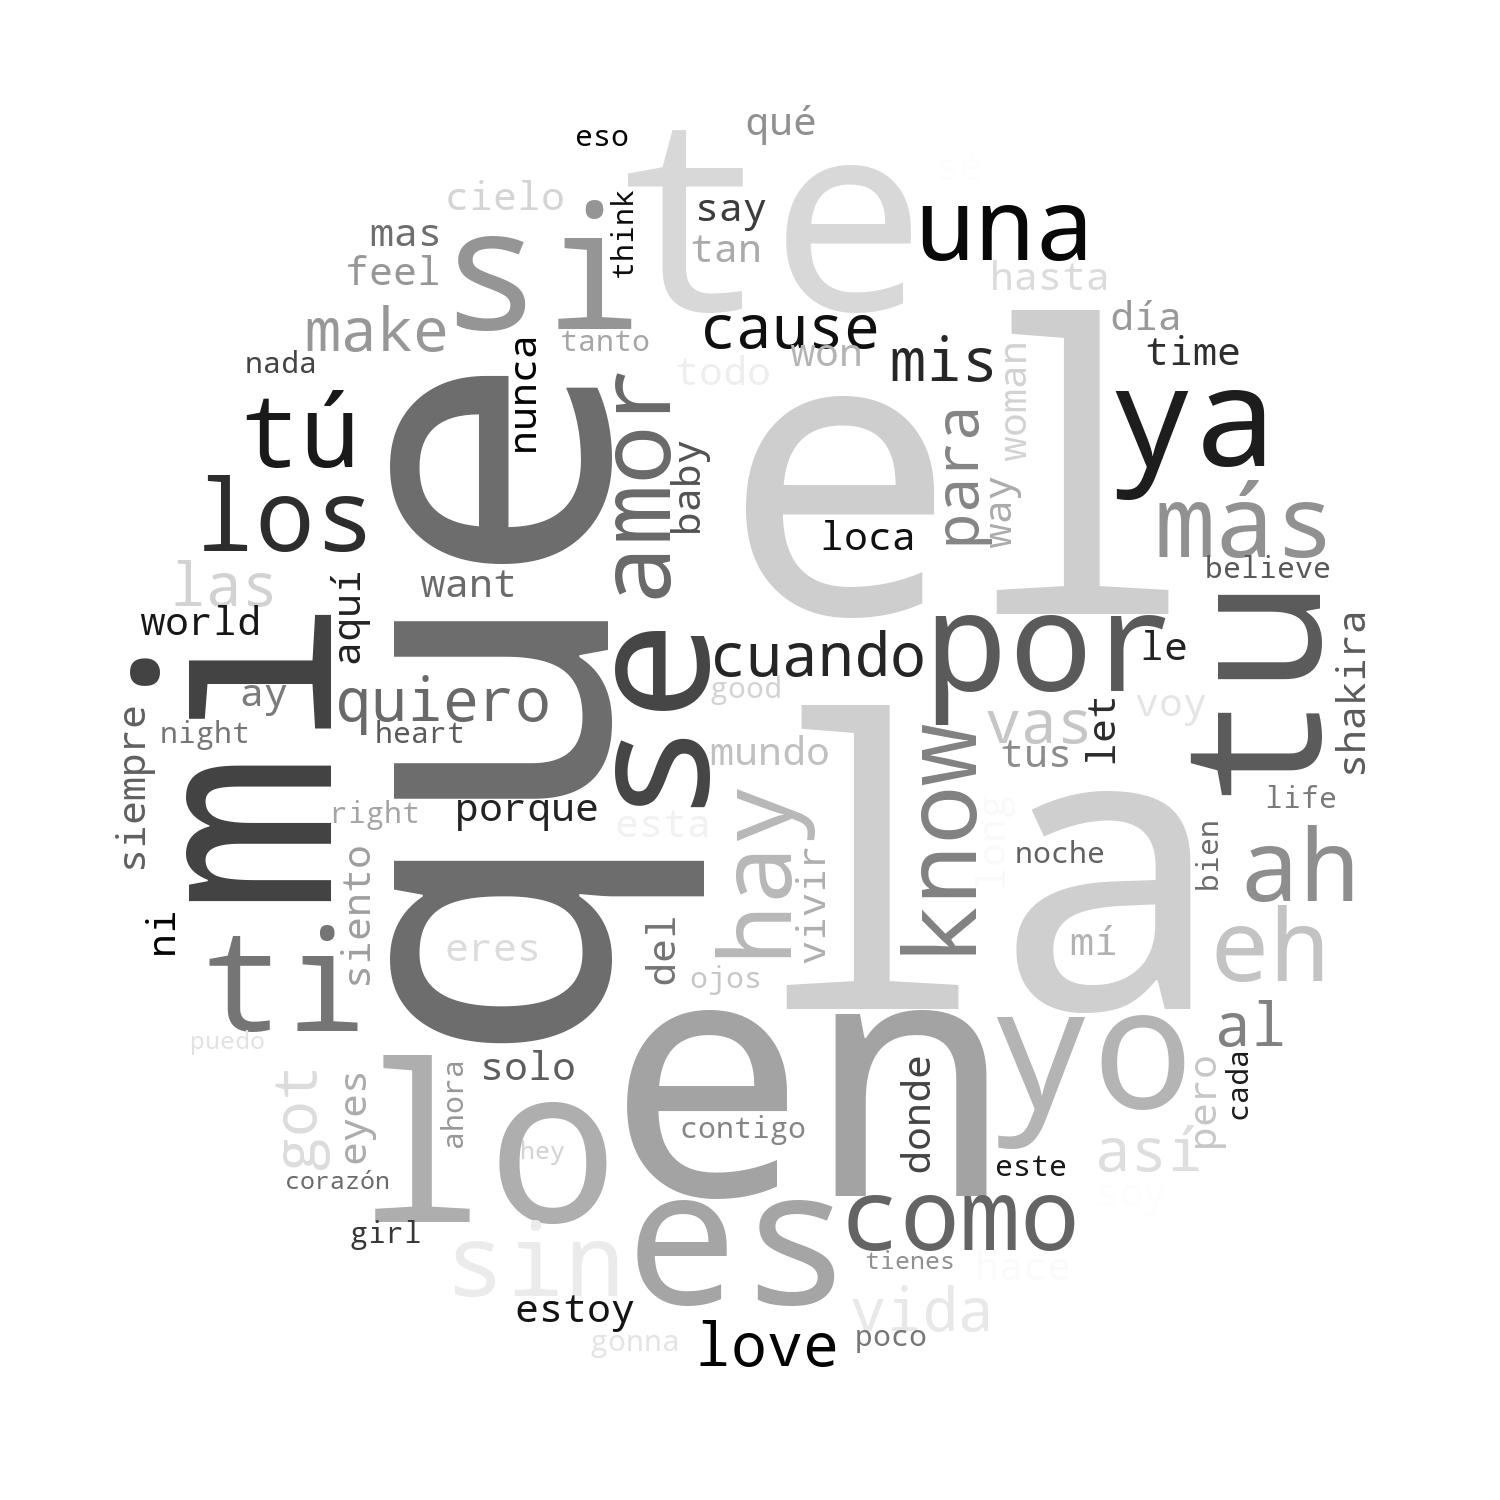 eso
qué
te
sé
cielo
think
say
una
mas
si
tan
feel
hasta
make
cause
día
tanto
won
mis
time
nada
nunca
todo
woman
tú
que
amor
el
ya
los
baby
para
way
más
loca
las
want
believe
world
aquí
se
cuando
por
le
tu
shakira
mi
ay
quiero
good
vas
voy
siempre
night
heart
mundo
know
tus
let
la
right
porque
esta
hay
vivir
long
noche
life
bien
ah
ni
siento
eres
del
ojos
mí
eh
ti
en
yo
al
puedo
lo
solo
got
eyes
ahora
hey
contigo
donde
pero
cada
corazón
este
así
soy
girl
sin
es
como
tienes
hace
estoy
vida
gonna
love
poco